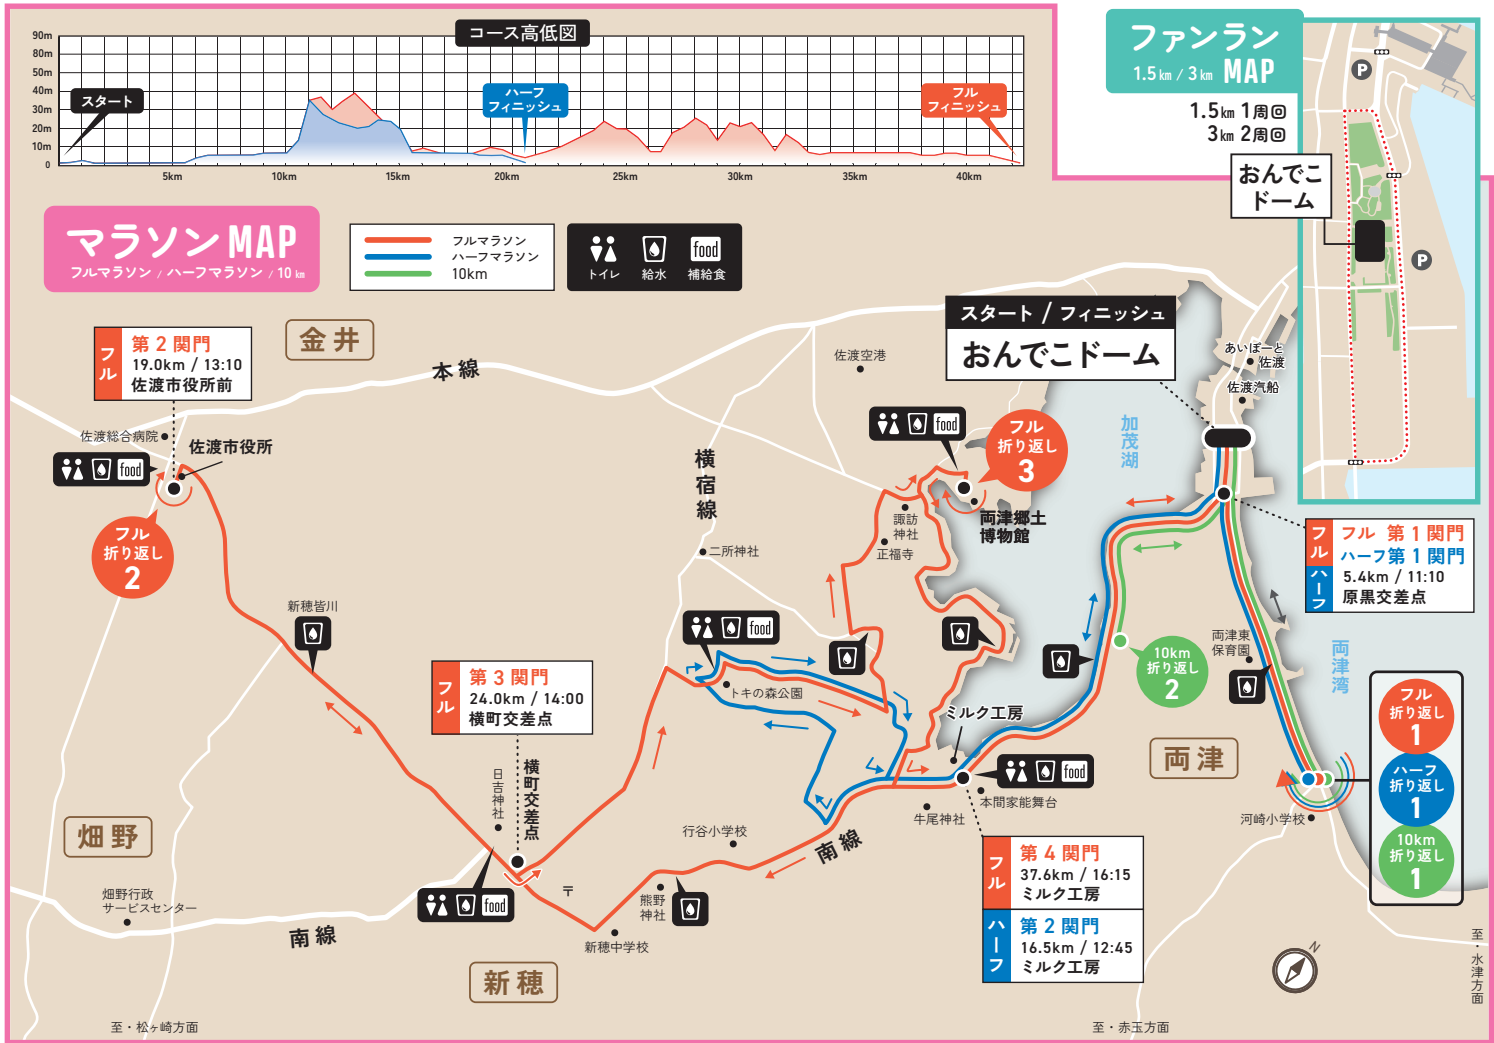 コース高低図
90m
80m
50m
40m
30m
20m
10m
0
スタート
ハーフ
フィニッシュ
フル
フィニッシュ
5km
10km
15km
20km
25km
30km
35km
40km
ファンラン
1.5km / 3km MAP
1.5km 1周回
3km 2周回
おんでこ
ドーム
P
P
マラソン MAP
フルマラソン / ハーフマラソン / 10km
フルマラソン
ハーフマラソン
10km
food
トイレ
給水
補給食
フル
第2関門
19.0km / 13:10
佐渡市役所前
金井
本線
佐渡総合病院
佐渡市役所
food
フル
折り返し
2
新穂皆川
フル
第3関門
24.0km / 14:00
横町交差点
日吉神社
横町交差点
畑野
畑野行政
サービスセンター
南線
food
〒
新穂
新穂中学校
熊野
神社
行谷小学校
南線
至・松ヶ崎方面
横宿線
二所神社
food
トキの森公園
佐渡空港
スタート / フィニッシュ
おんでこドーム
food
フル
折り返し
3
両津郷土
博物館
諏訪
神社
正福寺
加茂湖
あいぽーと
佐渡
佐渡汽船
フル
ハーフ
フル 第1関門
ハーフ第1関門
5.4km / 11:10
原黒交差点
両津東
保育園
両津湾
10km
折り返し
2
ミルク工房
food
本間家能舞台
牛尾神社
両津
河崎小学校
フル
折り返し
1
ハーフ
折り返し
1
10km
折り返し
1
フル
第4関門
37.6km / 16:15
ミルク工房
ハーフ
第2関門
16.5km / 12:45
ミルク工房
N
至・水津方面
至・赤玉方面